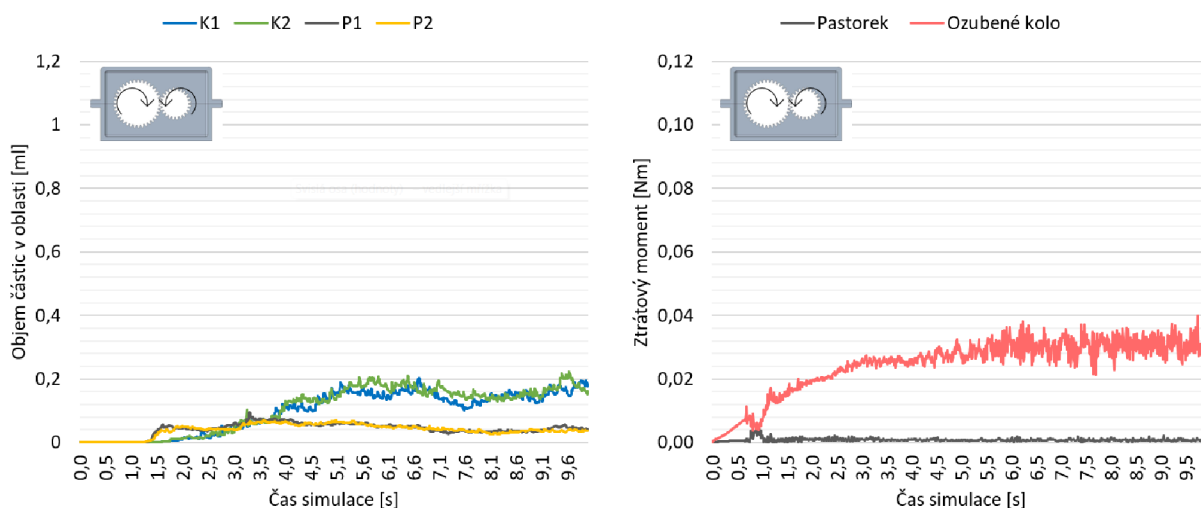 K1 K2 P1 P2
1,2
1
0,8
0,6
0,4
0,2
0
Objem částic v oblasti [ml]
0,0 0,5 1,0 1,5 2,0 2,5 3,0 3,5 4,0 4,5 5,1 5,6 6,1 6,6 7,1 7,6 8,1 8,6 9,1 9,6
Čas simulace [s]
Pastorek Ozubené kolo
0,12
0,10
0,08
0,06
0,04
0,02
0,00
Ztrátový moment [Nm]
0,0 0,5 1,0 1,5 2,0 2,5 3,0 3,5 4,0 4,5 5,0 5,5 6,0 6,5 7,0 7,5 8,0 8,5 9,0 9,5
Čas simulace [s]